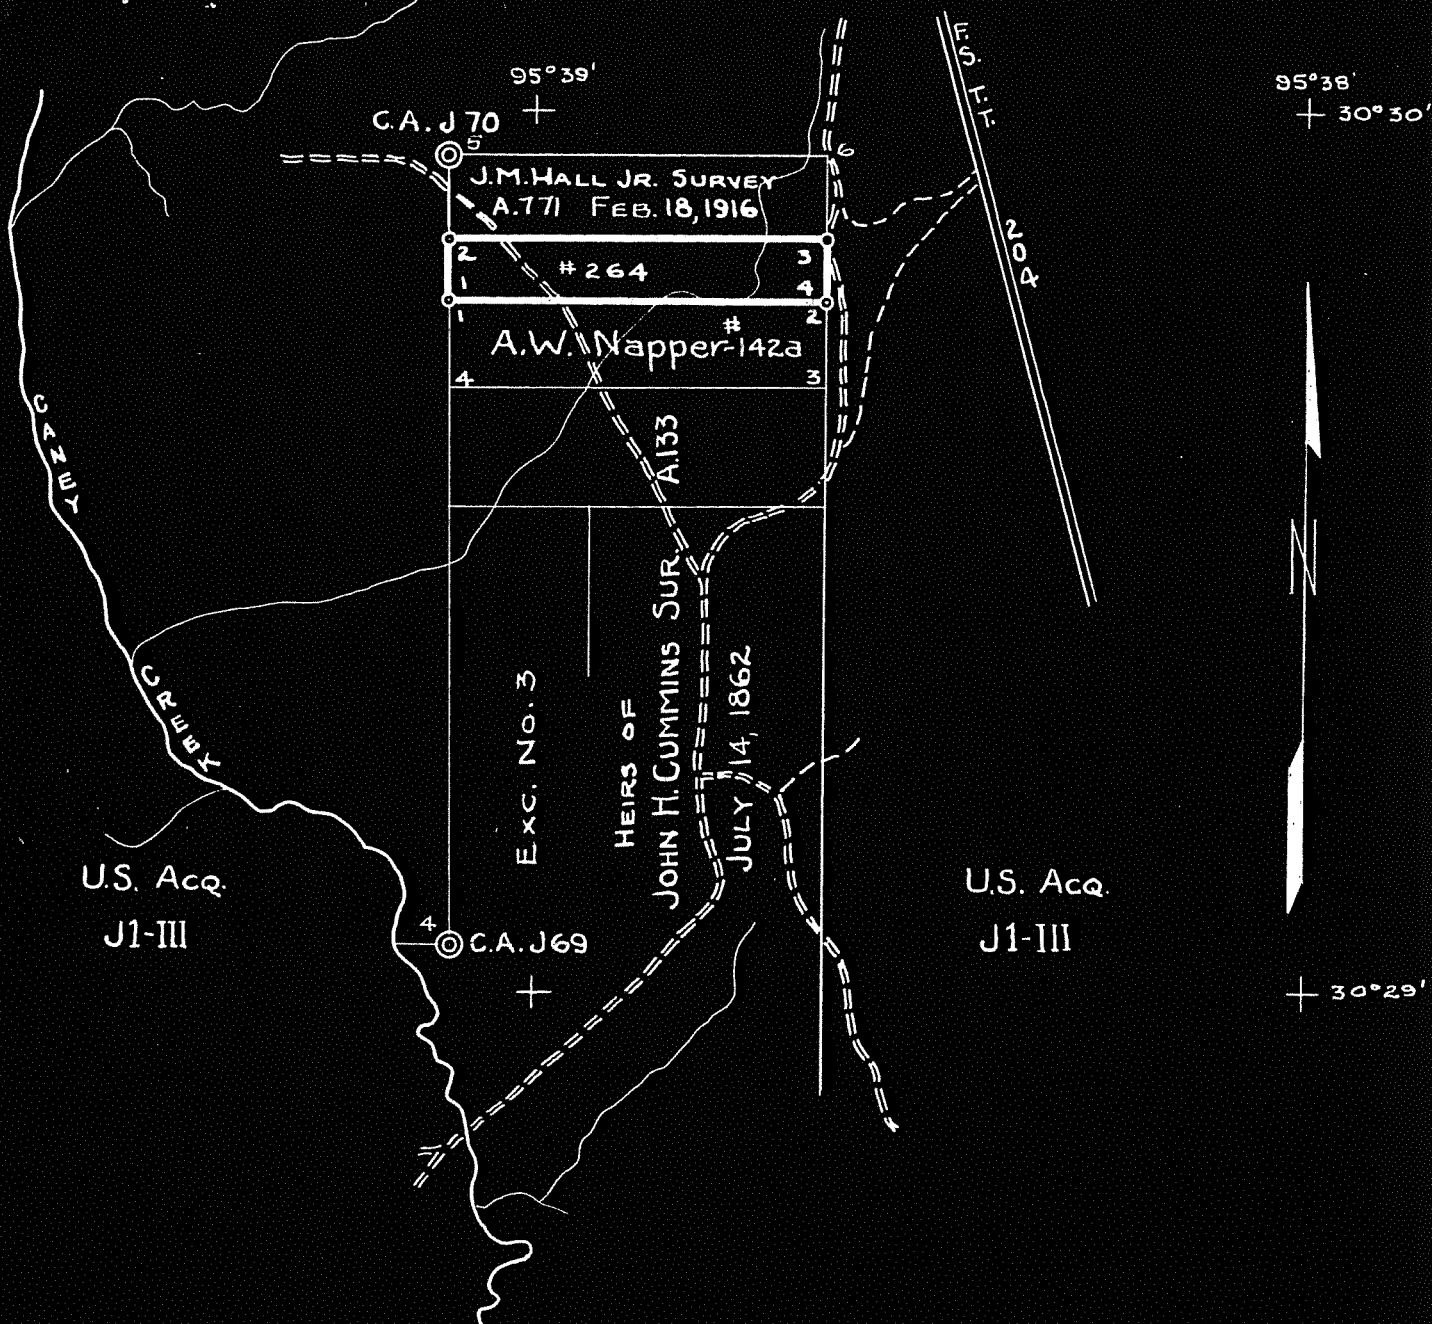 95°39'
95°38'
30°30'
C.A. J 70
5
6
J.M. HALL JR. SURVEY
A.771 FEB. 18, 1916
2
3
# 264
1
4
1
2
A.W. Napper #142a
4
3
A.133
F.S. T.T. 204
CANEY CREEK
N
EXC. No. 3
HEIRS OF
JOHN H. CUMMINS SUR.
JULY 14, 1862
U.S. ACQ.
J1-III
4
C.A. J69
U.S. ACQ.
J1-III
30°29'